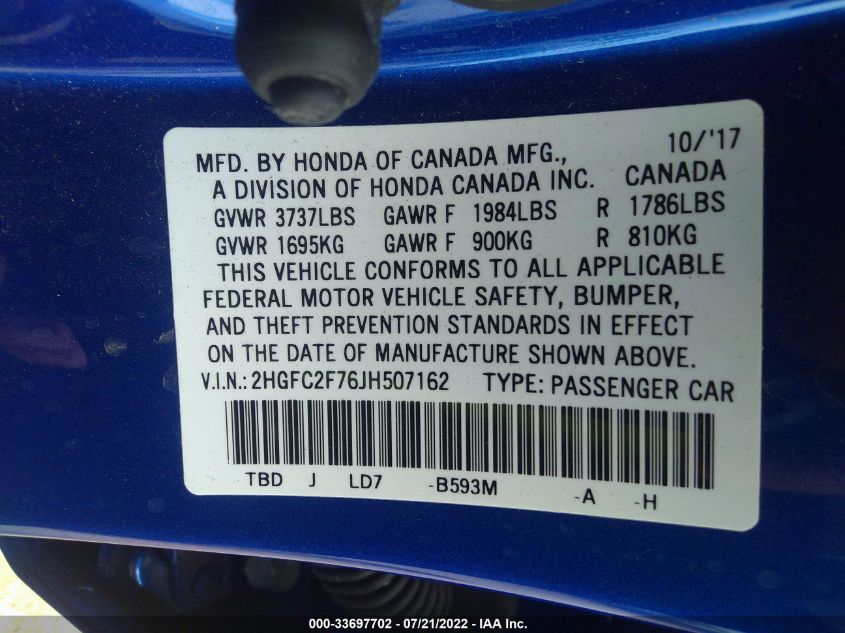 10/'17
MFD. BY HONDA OF CANADA MFG.,
A DIVISION OF HONDA CANADA INC. CANADA
GVWR 3737LBS GAWR F 1984LBS R 1786LBS
GVWR 1695KG GAWR F 900KG R 810KG
THIS VEHICLE CONFORMS TO ALL APPLICABLE
FEDERAL MOTOR VEHICLE SAFETY, BUMPER,
AND THEFT PREVENTION STANDARDS IN EFFECT
ON THE DATE OF MANUFACTURE SHOWN ABOVE.
V.I.N.: 2HGFC2F76JH507162 TYPE: PASSENGER CAR
TBD J LD7 -B593M -A -H
000-33697702 / 07/21/2022 - IAA Inc.